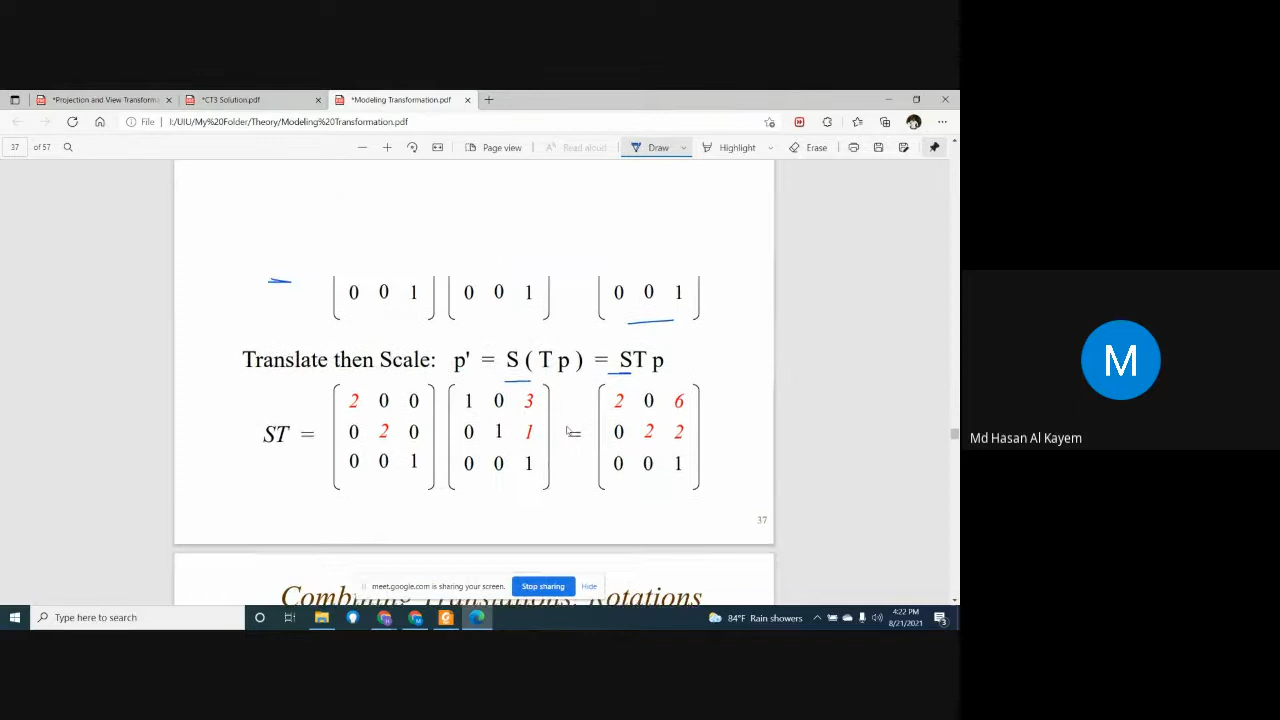 *Projection and View Transforma
*CT3 Solution.pdf
*Modeling Transformation.pdf
File
I:/UIU/My%20Folder/Theory/Modeling%20Transformation.pdf
37 of 57
Page view
Read aloud
Draw
Highlight
Erase
0 0 1 0 0 1 0 0 1
Translate then Scale: p' = S ( T p ) = ST p
2 0 0 1 0 3 2 0 6
ST = 0 2 0 0 1 1 = 0 2 2
0 0 1 0 0 1 0 0 1
37
Combining Translations, Rotations
meet.google.com is sharing your screen.
Stop sharing
Hide
Type here to search
84°F Rain showers
4:22 PM
8/21/2021
3
M
Md Hasan Al Kayem